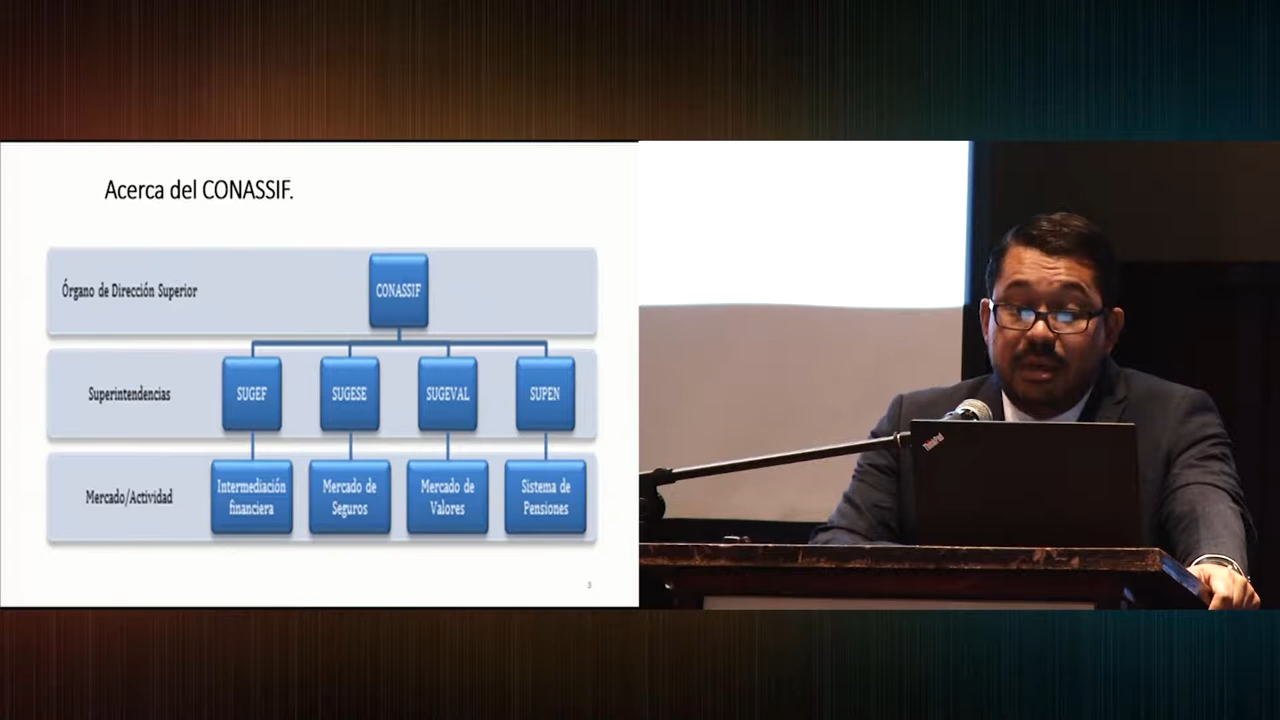 Acerca del CONASSIF.
Órgano de Dirección Superior
CONASSIF
Superintendencias
SUGEF
SUGESE
SUGEVAL
SUPEN
Mercado/Actividad
Intermediación
financiera
Mercado de
Seguros
Mercado de
Valores
Sistema de
Pensiones
3
ThinkPad